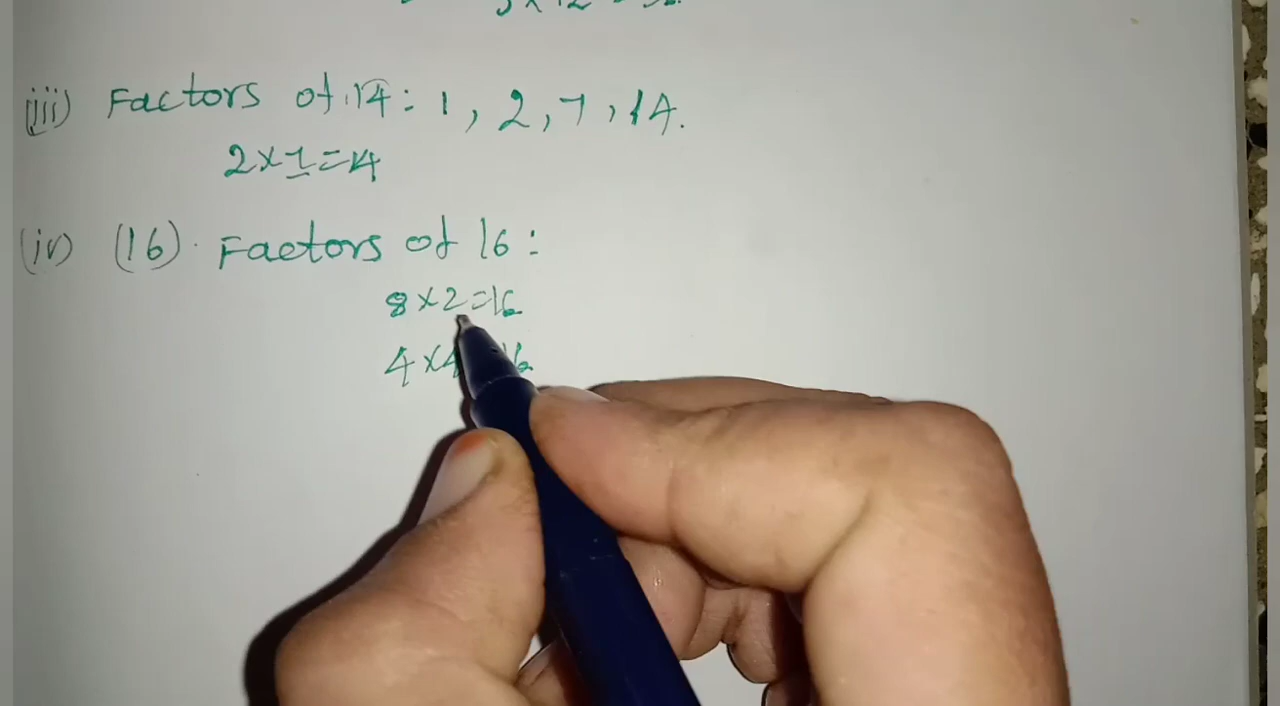 (iii) Factors of 14: 1, 2, 7, 14.
2×7=14
(iv) (16). Factors of 16:
8×2=16
4×4 16